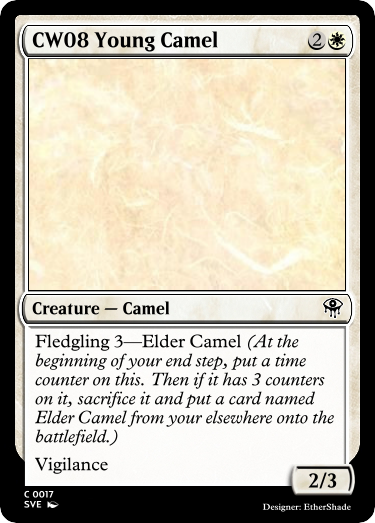 CW08 Young Camel
2
Creature — Camel
Fledgling 3—Elder Camel (At the
beginning of your end step, put a time
counter on this. Then if it has 3 counters
on it, sacrifice it and put a card named
Elder Camel from your elsewhere onto the
battlefield.)
Vigilance
2/3
C 0017
SVE
Designer: EtherShade